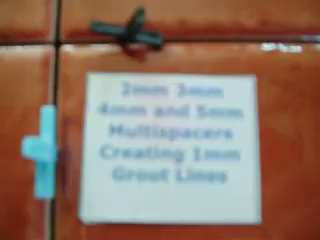 2mm 3mm
4mm and 5mm
Multispacers
Creating 1mm
Grout Lines